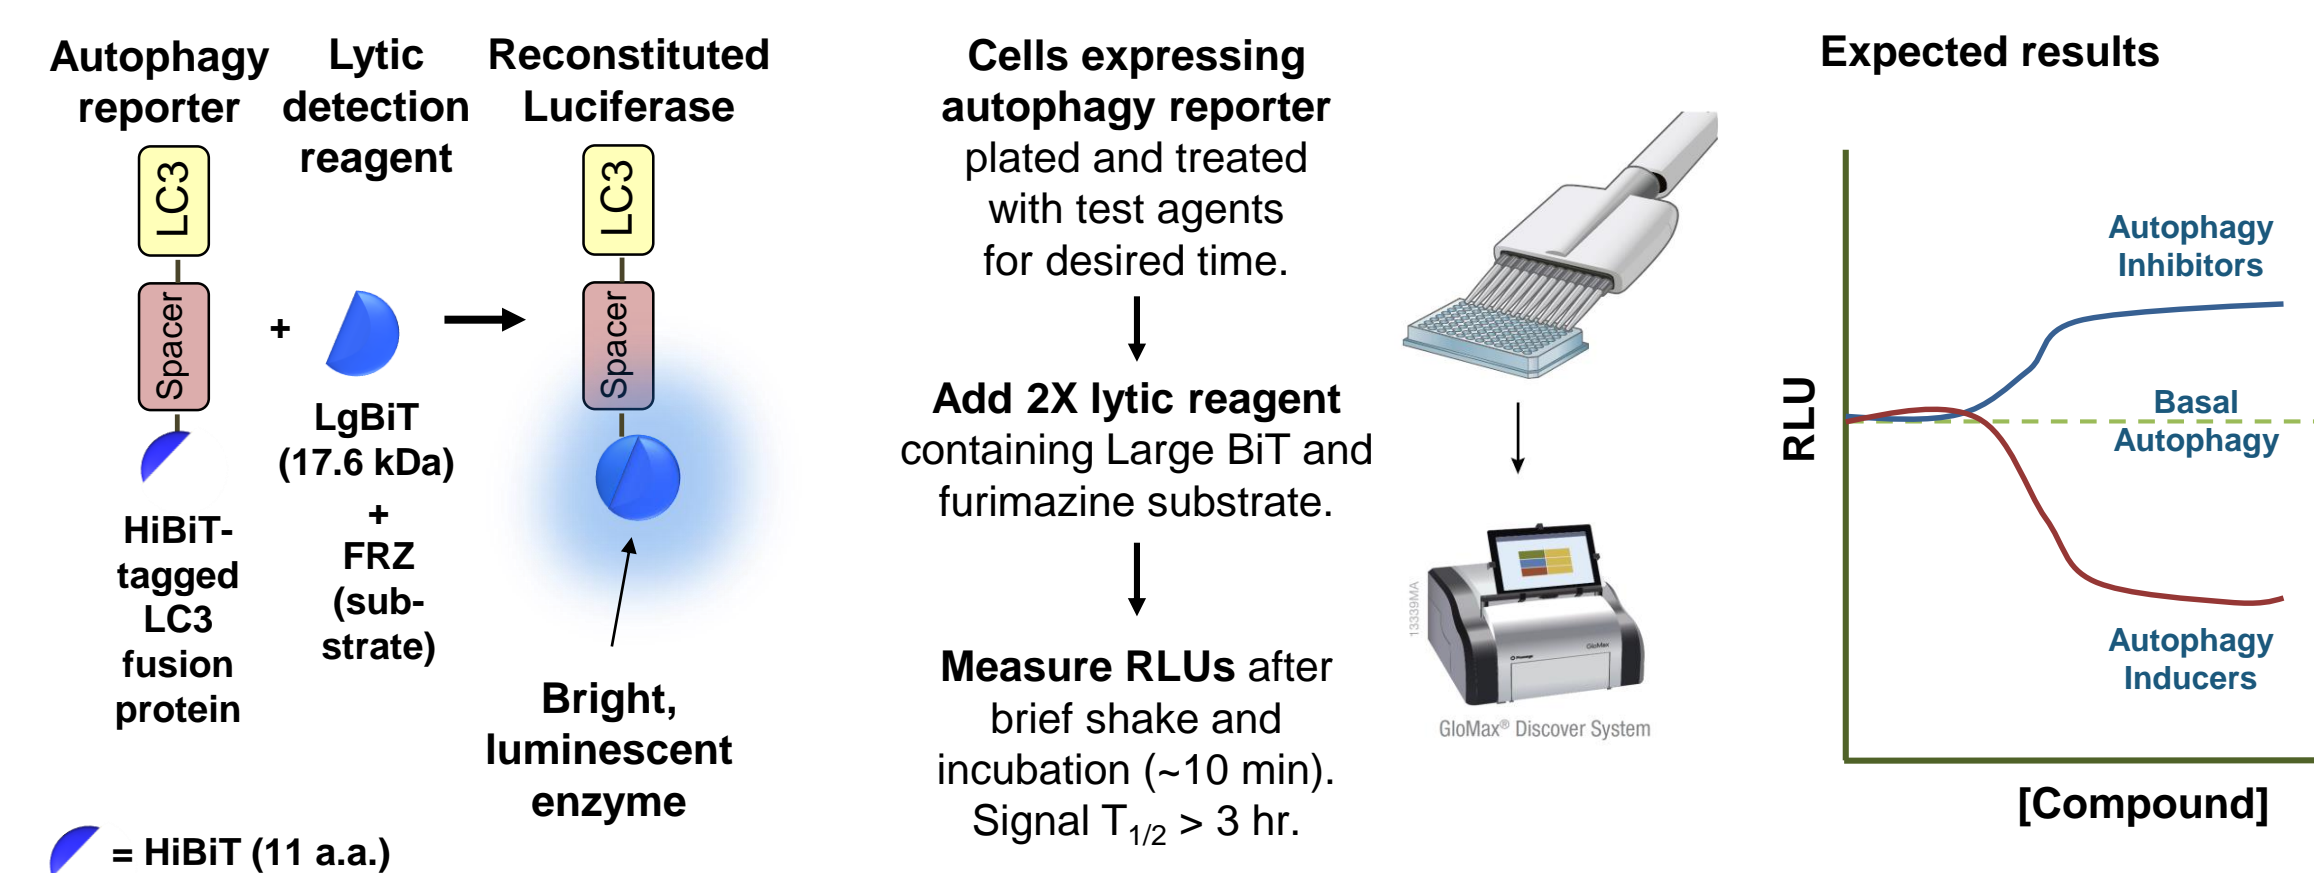 Autophagy
reporter
Lytic
detection
reagent
Reconstituted
Luciferase
LC3
Spacer
+
LgBiT
(17.6 kDa)
+
FRZ
(sub-
strate)
LC3
Spacer
HiBiT-
tagged
LC3
fusion
protein
Bright,
luminescent
enzyme
= HiBiT (11 a.a.)
Cells expressing
autophagy reporter
plated and treated
with test agents
for desired time.
Add 2X lytic reagent
containing Large BiT and
furimazine substrate.
Measure RLUs after
brief shake and
incubation (~10 min).
Signal T1/2 > 3 hr.
13339MA
Promega
GloMax
GloMax® Discover System
Expected results
RLU
Autophagy
Inhibitors
Basal
Autophagy
Autophagy
Inducers
[Compound]